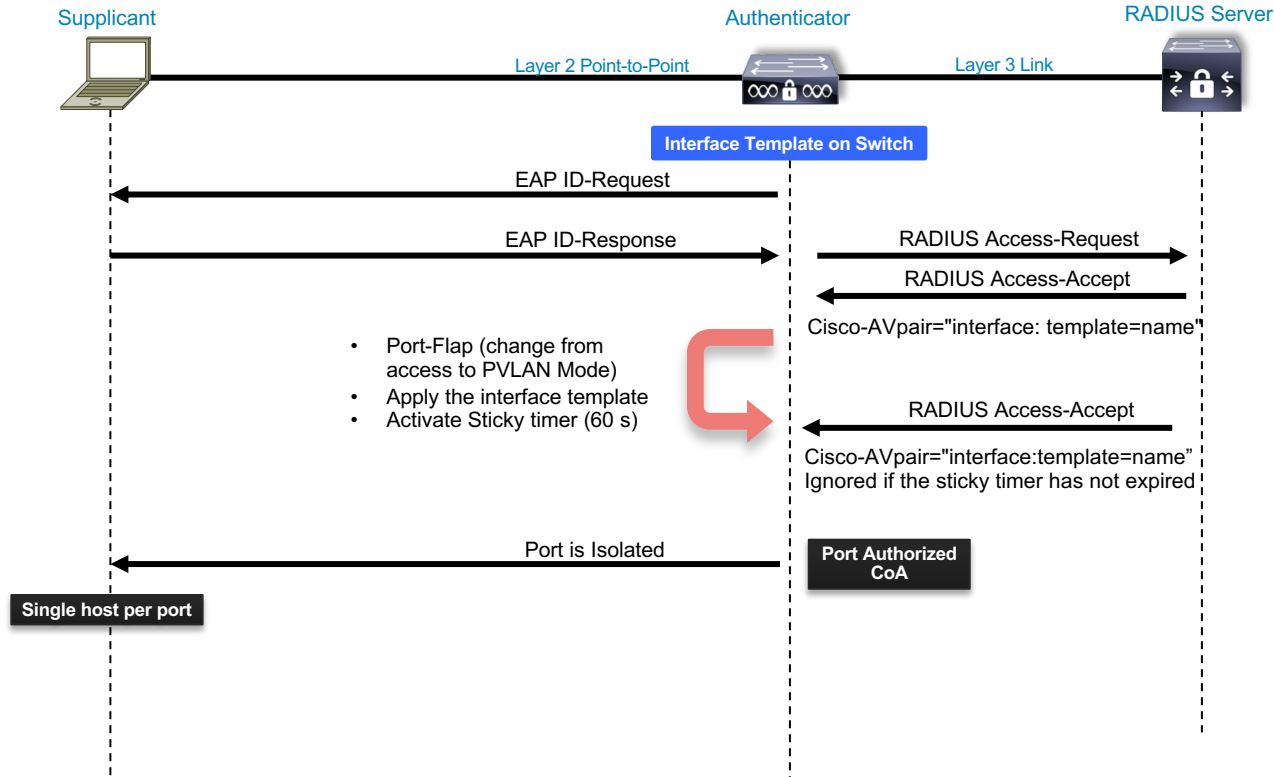 Supplicant
Authenticator
RADIUS Server
Layer 2 Point-to-Point
Layer 3 Link
Interface Template on Switch
EAP ID-Request
EAP ID-Response
RADIUS Access-Request
RADIUS Access-Accept
Cisco-AVpair="interface: template=name"
• Port-Flap (change from
access to PVLAN Mode)
• Apply the interface template
• Activate Sticky timer (60 s)
RADIUS Access-Accept
Cisco-AVpair="interface:template=name”
Ignored if the sticky timer has not expired
Port is Isolated
Port Authorized
CoA
Single host per port